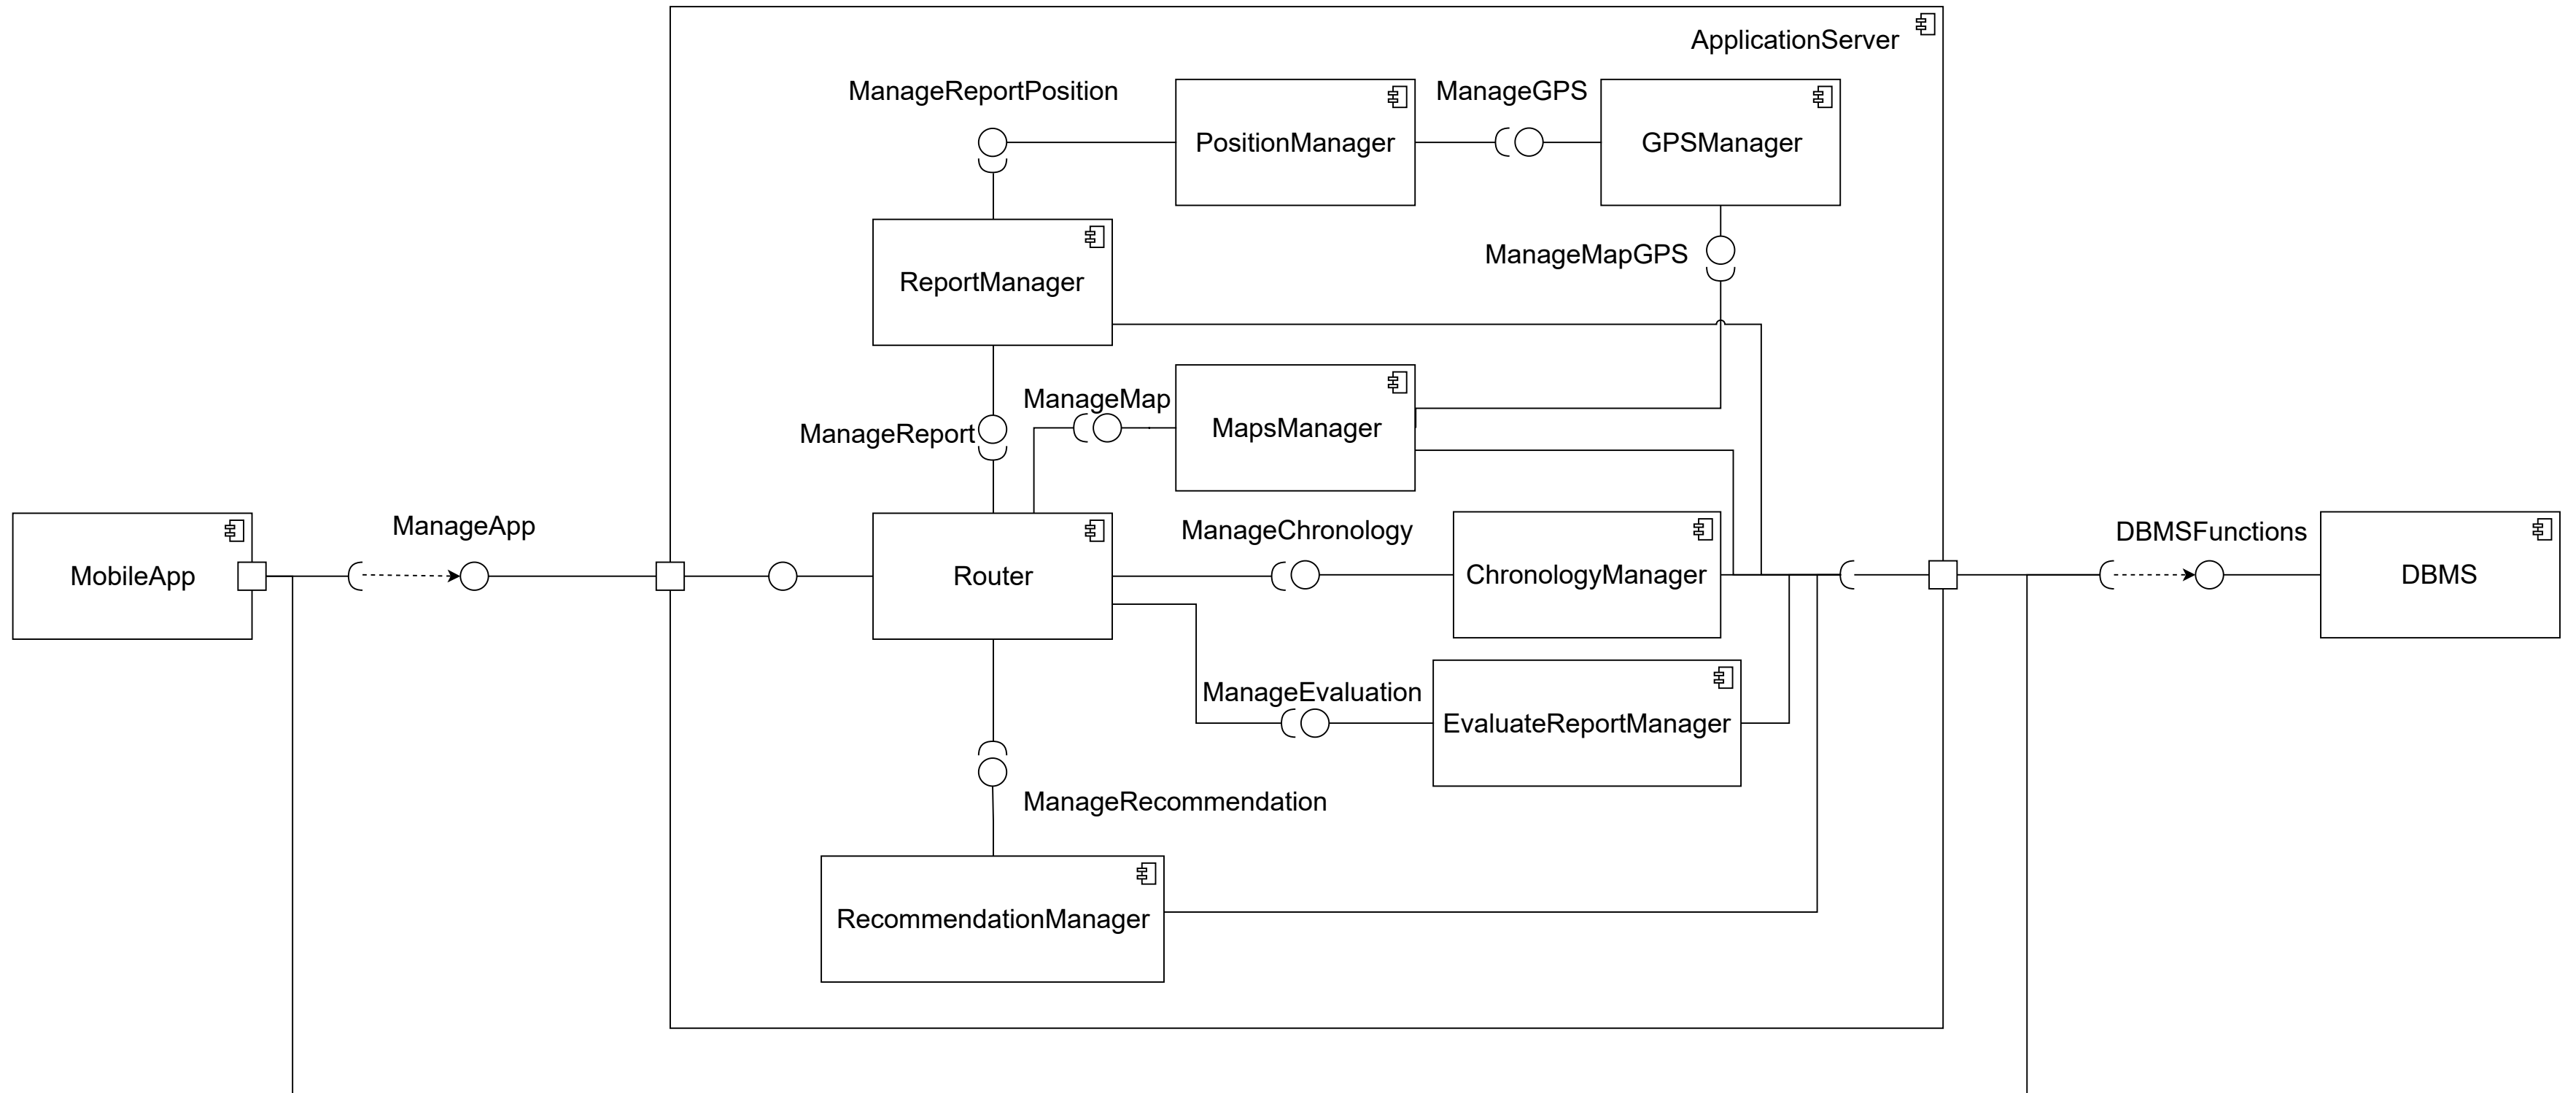 ApplicationServer
ManageReportPosition
PositionManager
ManageGPS
GPSManager
ManageMapGPS
ReportManager
ManageMap
ManageReport
MapsManager
MobileApp
ManageApp
Router
ManageChronology
ChronologyManager
DBMSFunctions
DBMS
ManageEvaluation
EvaluateReportManager
ManageRecommendation
RecommendationManager